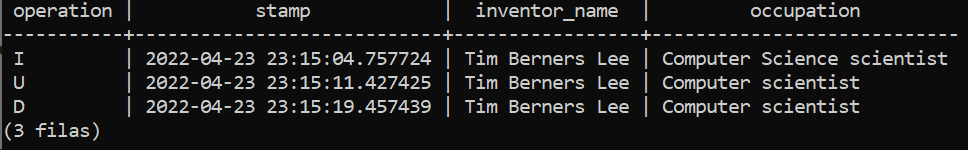 operation | stamp | inventor_name | occupation
-----------+----------------------------+-----------------+----------------------------
I | 2022-04-23 23:15:04.757724 | Tim Berners Lee | Computer Science scientist
U | 2022-04-23 23:15:11.427425 | Tim Berners Lee | Computer scientist
D | 2022-04-23 23:15:19.457439 | Tim Berners Lee | Computer scientist
(3 filas)